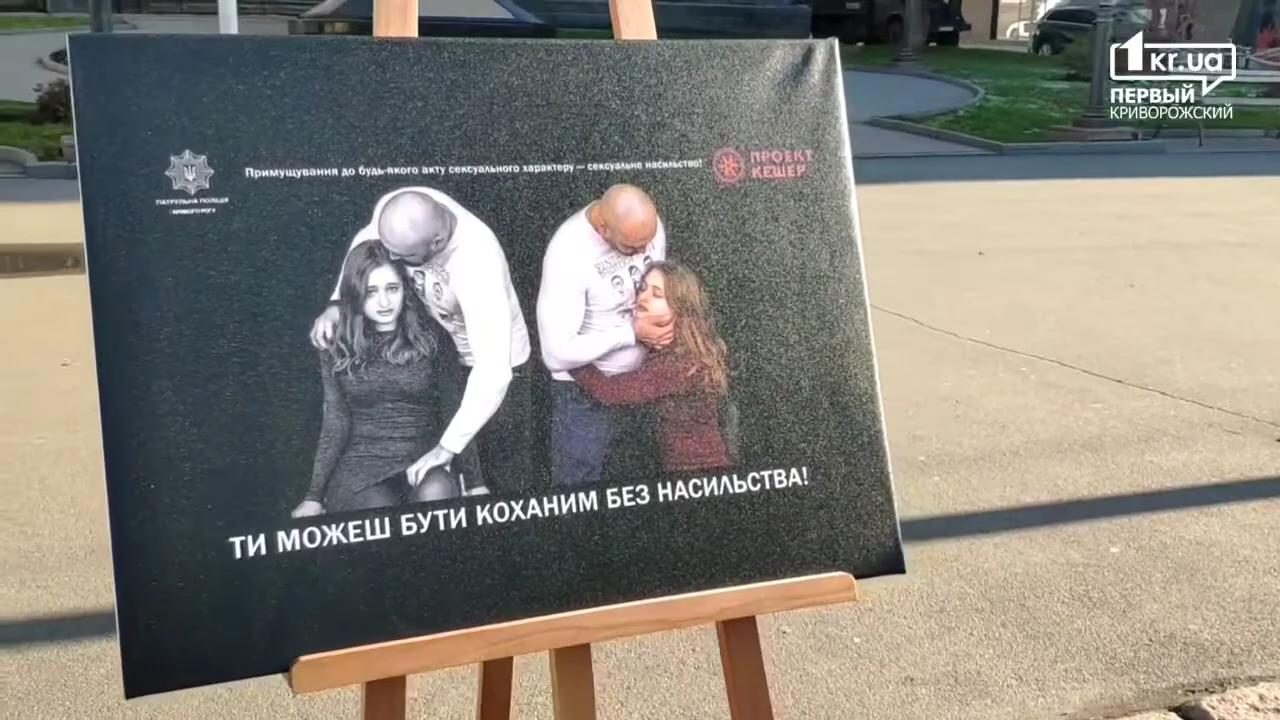 1kr.ua
ПЕРВЫЙ
КРИВОРОЖСКИЙ
Примушування до будь-якого акту сексуального характеру — сексуальне насильство!
ПРОЕКТ
КЕШЕР
ПАТРУЛЬНА ПОЛІЦІЯ
КРИВОГО РОГУ
ТИ МОЖЕШ БУТИ КОХАНИМ БЕЗ НАСИЛЬСТВА!